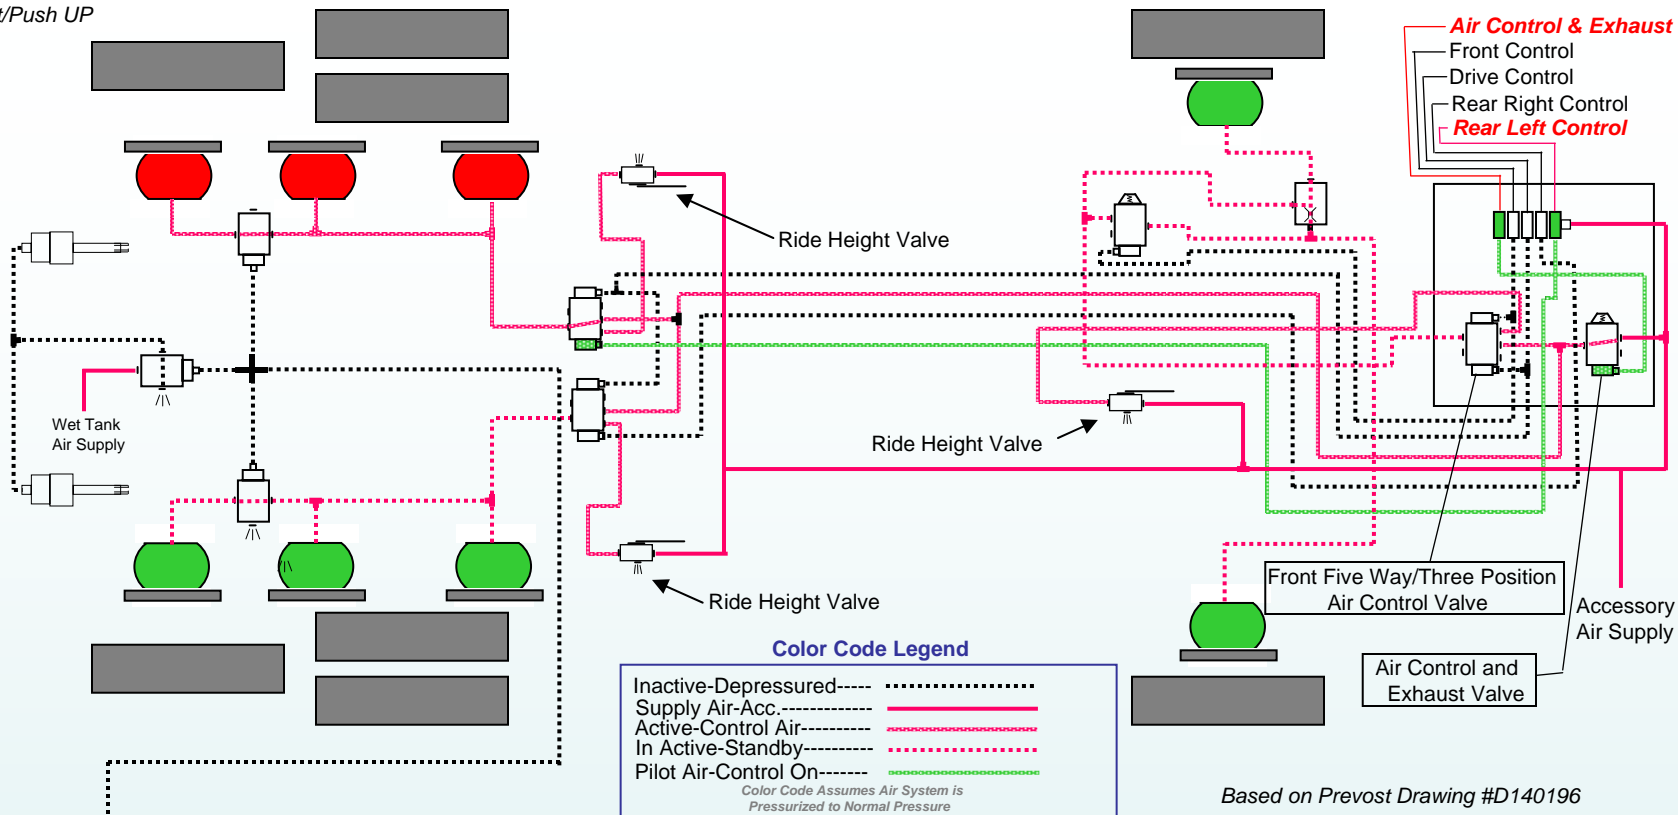 t/Push UP
Air Control & Exhaust
Front Control
Drive Control
Rear Right Control
Rear Left Control
Ride Height Valve
Wet Tank
Air Supply
Ride Height Valve
Ride Height Valve
Front Five Way/Three Position
Air Control Valve
Accessory
Air Supply
Air Control and
Exhaust Valve
Color Code Legend
Inactive-Depressured-----
Supply Air-Acc.-------------
Active-Control Air----------
In Active-Standby----------
Pilot Air-Control On-------
Color Code Assumes Air System is
Pressurized to Normal Pressure
Based on Prevost Drawing #D140196